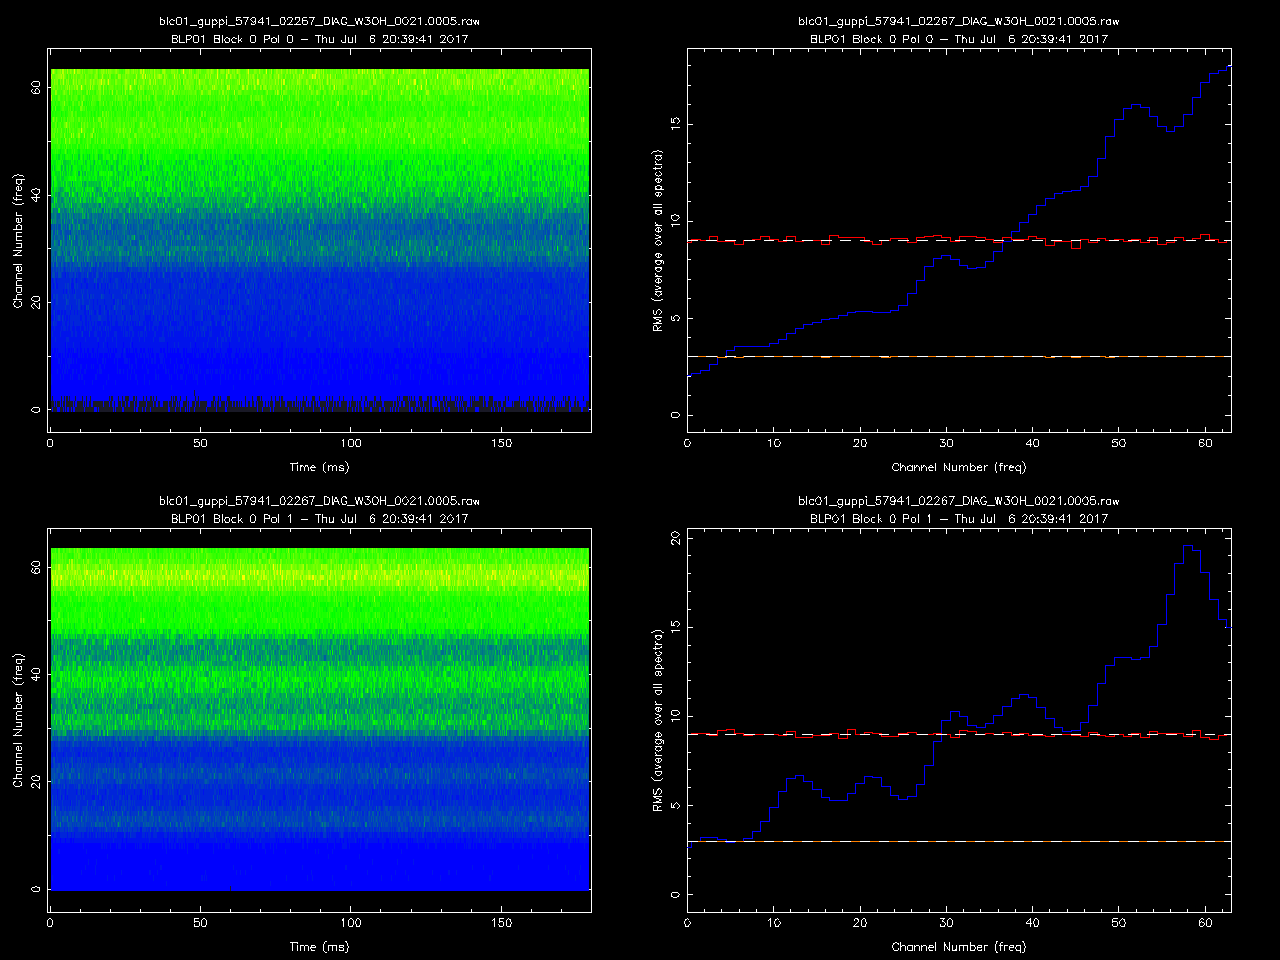 blc01_guppi_57941_02267_DIAG_W3OH_0021.0005.raw
BLP01 Block 0 Pol 0 – Thu Jul 6 20:39:41 2017
Channel Number (freq)
60
40
20
0
0 50 100 150
Time (ms)
blc01_guppi_57941_02267_DIAG_W3OH_0021.0005.raw
BLP01 Block 0 Pol 0 – Thu Jul 6 20:39:41 2017
RMS (average over all spectra)
15
10
5
0
0 10 20 30 40 50 60
Channel Number (freq)
blc01_guppi_57941_02267_DIAG_W3OH_0021.0005.raw
BLP01 Block 0 Pol 1 – Thu Jul 6 20:39:41 2017
Channel Number (freq)
60
40
20
0
0 50 100 150
Time (ms)
blc01_guppi_57941_02267_DIAG_W3OH_0021.0005.raw
BLP01 Block 0 Pol 1 – Thu Jul 6 20:39:41 2017
RMS (average over all spectra)
20
15
10
5
0
0 10 20 30 40 50 60
Channel Number (freq)